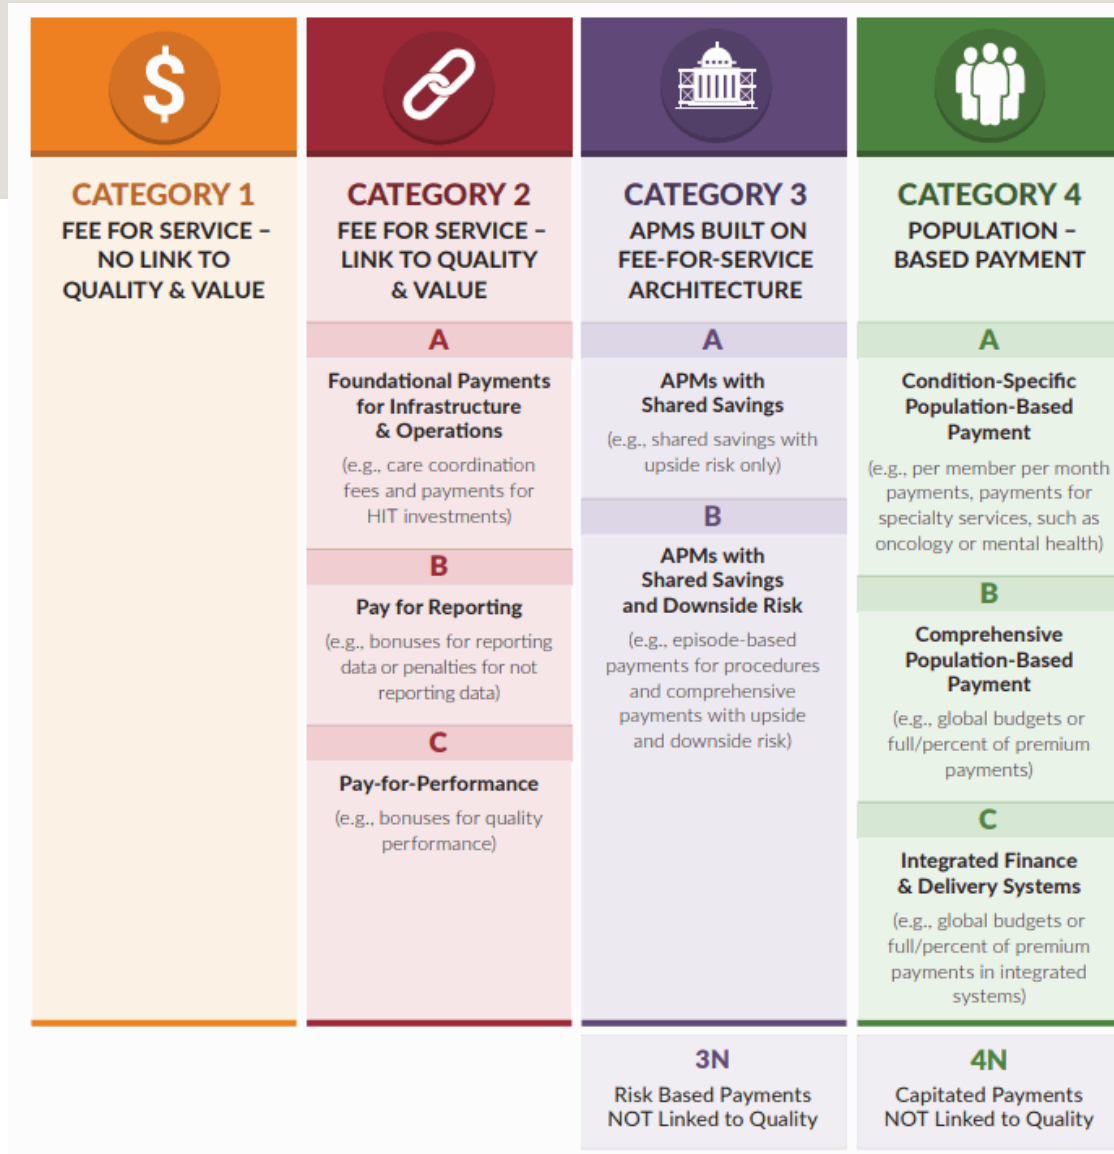 $
CATEGORY 1
FEE FOR SERVICE –
NO LINK TO
QUALITY & VALUE
CATEGORY 2
FEE FOR SERVICE –
LINK TO QUALITY
& VALUE
A
Foundational Payments
for Infrastructure
& Operations
(e.g., care coordination
fees and payments for
HIT investments)
B
Pay for Reporting
(e.g., bonuses for reporting
data or penalties for not
reporting data)
C
Pay-for-Performance
(e.g., bonuses for quality
performance)
CATEGORY 3
APMS BUILT ON
FEE-FOR-SERVICE
ARCHITECTURE
A
APMs with
Shared Savings
(e.g., shared savings with
upside risk only)
B
APMs with
Shared Savings
and Downside Risk
(e.g., episode-based
payments for procedures
and comprehensive
payments with upside
and downside risk)
3N
Risk Based Payments
NOT Linked to Quality
CATEGORY 4
POPULATION –
BASED PAYMENT
A
Condition-Specific
Population-Based
Payment
(e.g., per member per month
payments, payments for
specialty services, such as
oncology or mental health)
B
Comprehensive
Population-Based
Payment
(e.g., global budgets or
full/percent of premium
payments)
C
Integrated Finance
& Delivery Systems
(e.g., global budgets or
full/percent of premium
payments in integrated
systems)
4N
Capitated Payments
NOT Linked to Quality